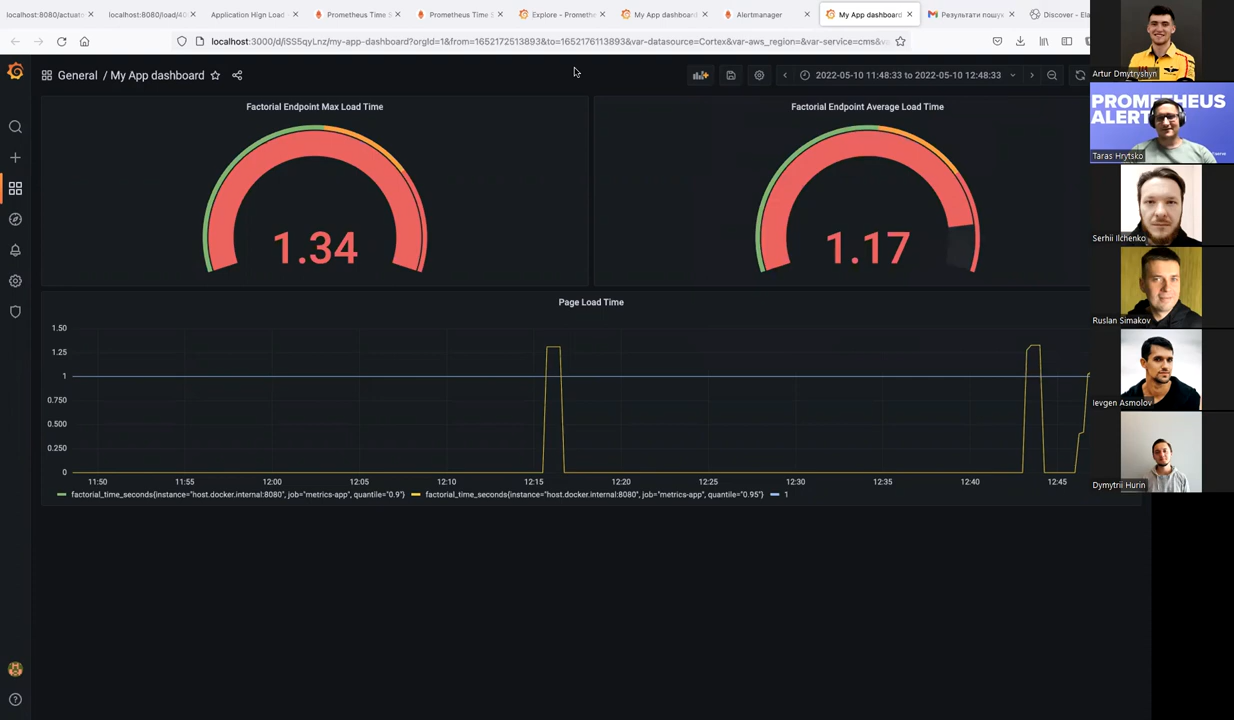 localhost:8080/actuato
localhost:8080/load/40
Application Hign Load
Prometheus Time S
Prometheus Time S
Explore - Prometheu
My App dashboard
Alertmanager
My App dashboard
Результати пошук
Discover - Elas
localhost:3000/d/iSS5qyLnz/my-app-dashboard?orgId=1&from=1652172513893&to=1652176113893&var-datasource=Cortex&var-aws_region=&var-service=cms&va
General / My App dashboard
2022-05-10 11:48:33 to 2022-05-10 12:48:33
Factorial Endpoint Max Load Time
Factorial Endpoint Average Load Time
1.34
1.17
Page Load Time
1.50
1.25
1
0.750
0.500
0.250
0
11:50 11:55 12:00 12:05 12:10 12:15 12:20 12:25 12:30 12:35 12:40 12:45
factorial_time_seconds{instance="host.docker.internal:8080", job="metrics-app", quantile="0.9"} factorial_time_seconds{instance="host.docker.internal:8080", job="metrics-app", quantile="0.95"} 1
Artur Dmytryshyn
PROMETHEUS
ALERT
Taras Hrytsko
Serhii Ilchenko
Ruslan Simakov
Ievgen Asmolov
Dymytrii Hurin